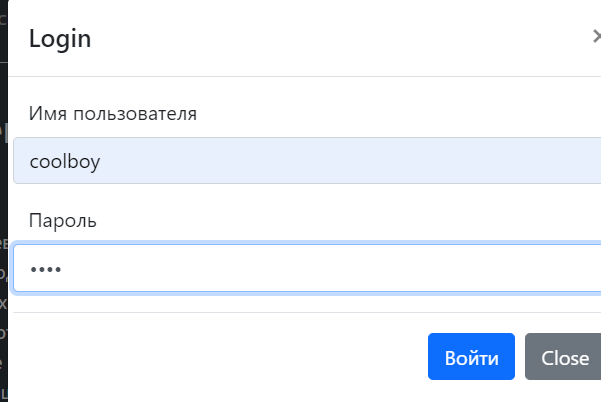 Login
Имя пользователя
coolboy
Пароль
••••
Войти
Close